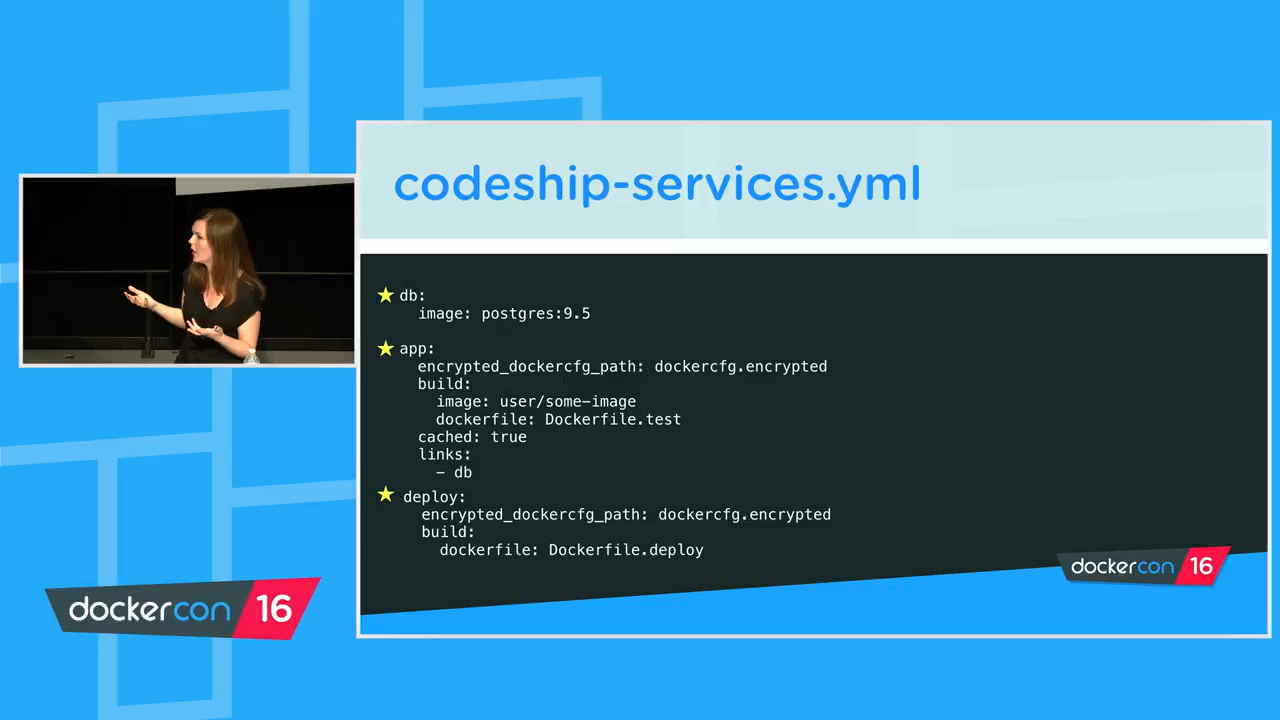 codeship-services.yml
db:
image: postgres:9.5
app:
encrypted_dockercfg_path: dockercfg.encrypted
build:
image: user/some-image
dockerfile: Dockerfile.test
cached: true
links:
- db
deploy:
encrypted_dockercfg_path: dockercfg.encrypted
build:
dockerfile: Dockerfile.deploy
dockercon 16
dockercon 16